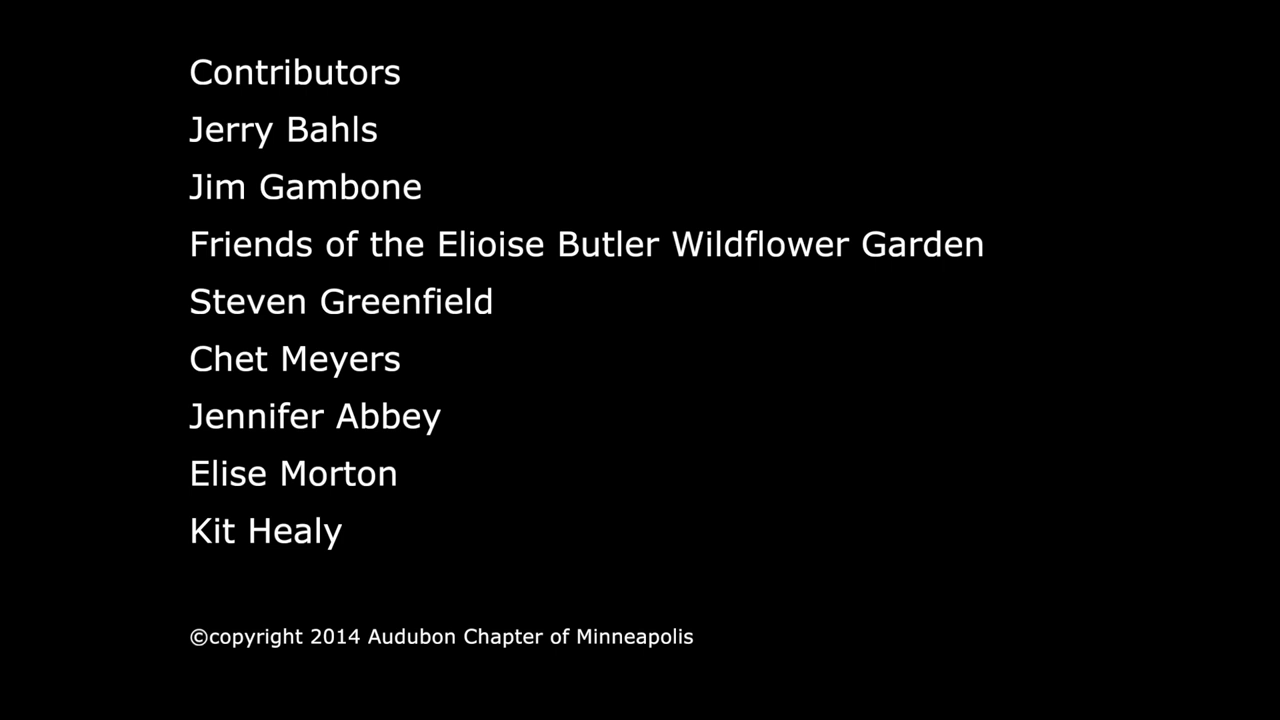 Contributors
Jerry Bahls
Jim Gambone
Friends of the Elioise Butler Wildflower Garden
Steven Greenfield
Chet Meyers
Jennifer Abbey
Elise Morton
Kit Healy
©copyright 2014 Audubon Chapter of Minneapolis